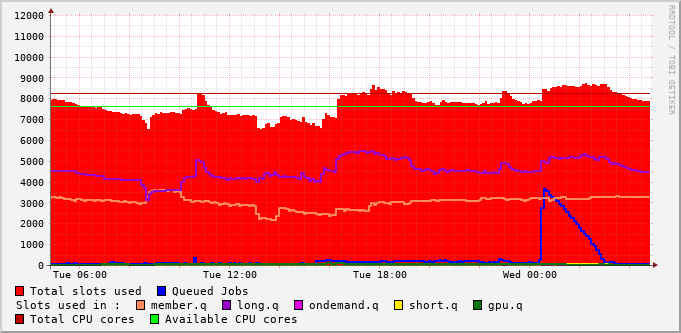 12000
11000
10000
9000
8000
7000
6000
5000
4000
3000
2000
1000
0
Tue 06:00 Tue 12:00 Tue 18:00 Wed 00:00
Total slots used Queued Jobs
Slots used in : member.q long.q ondemand.q short.q gpu.q
Total CPU cores Available CPU cores
RRDTOOL / TOBI OETIKER